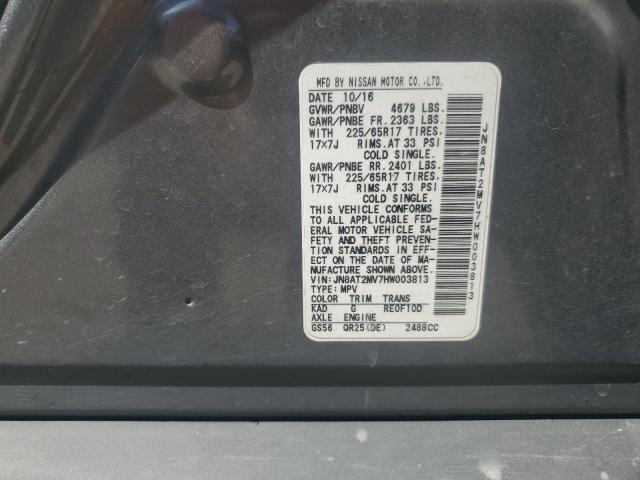 MFD BY NISSAN MOTOR CO.,LTD.
DATE 10/16
GVWR/PNBV 4679 LBS.
GAWR/PNBE FR. 2363 LBS.
WITH 225/65R17 TIRES.
17×7J RIMS.AT 33 PSI
COLD SINGLE.
GAWR/PNBE RR. 2401 LBS.
WITH 225/65R17 TIRES.
17×7J RIMS.AT 33 PSI
COLD SINGLE.
THIS VEHICLE CONFORMS
TO ALL APPLICABLE FED-
ERAL MOTOR VEHICLE SA-
FETY AND THEFT PREVEN-
TION STANDARDS IN EFF-
ECT ON THE DATE OF MA-
NUFACTURE SHOWN ABOVE.
VIN:JN8AT2MV7HW003813
TYPE:MPV
COLOR TRIM TRANS
KAD G RE0F10D
AXLE ENGINE
GS56 QR25(DE) 2488CC
JN8AT2MV7HW003813